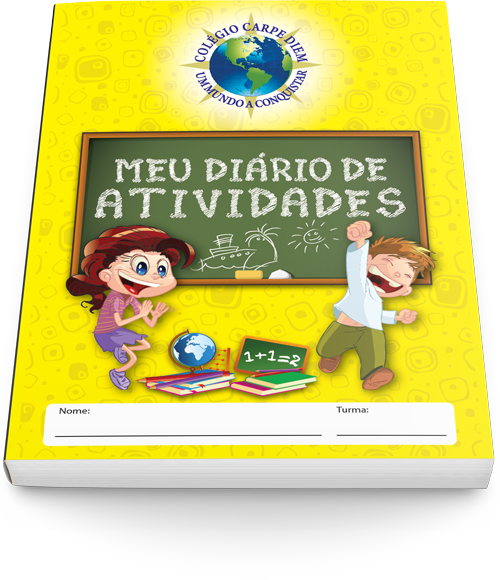 COLÉGIO CARPE DIEM
UM MUNDO A CONQUISTAR
MEU DIÁRIO DE
ATIVIDADES
1+1=2
Nome: Turma: